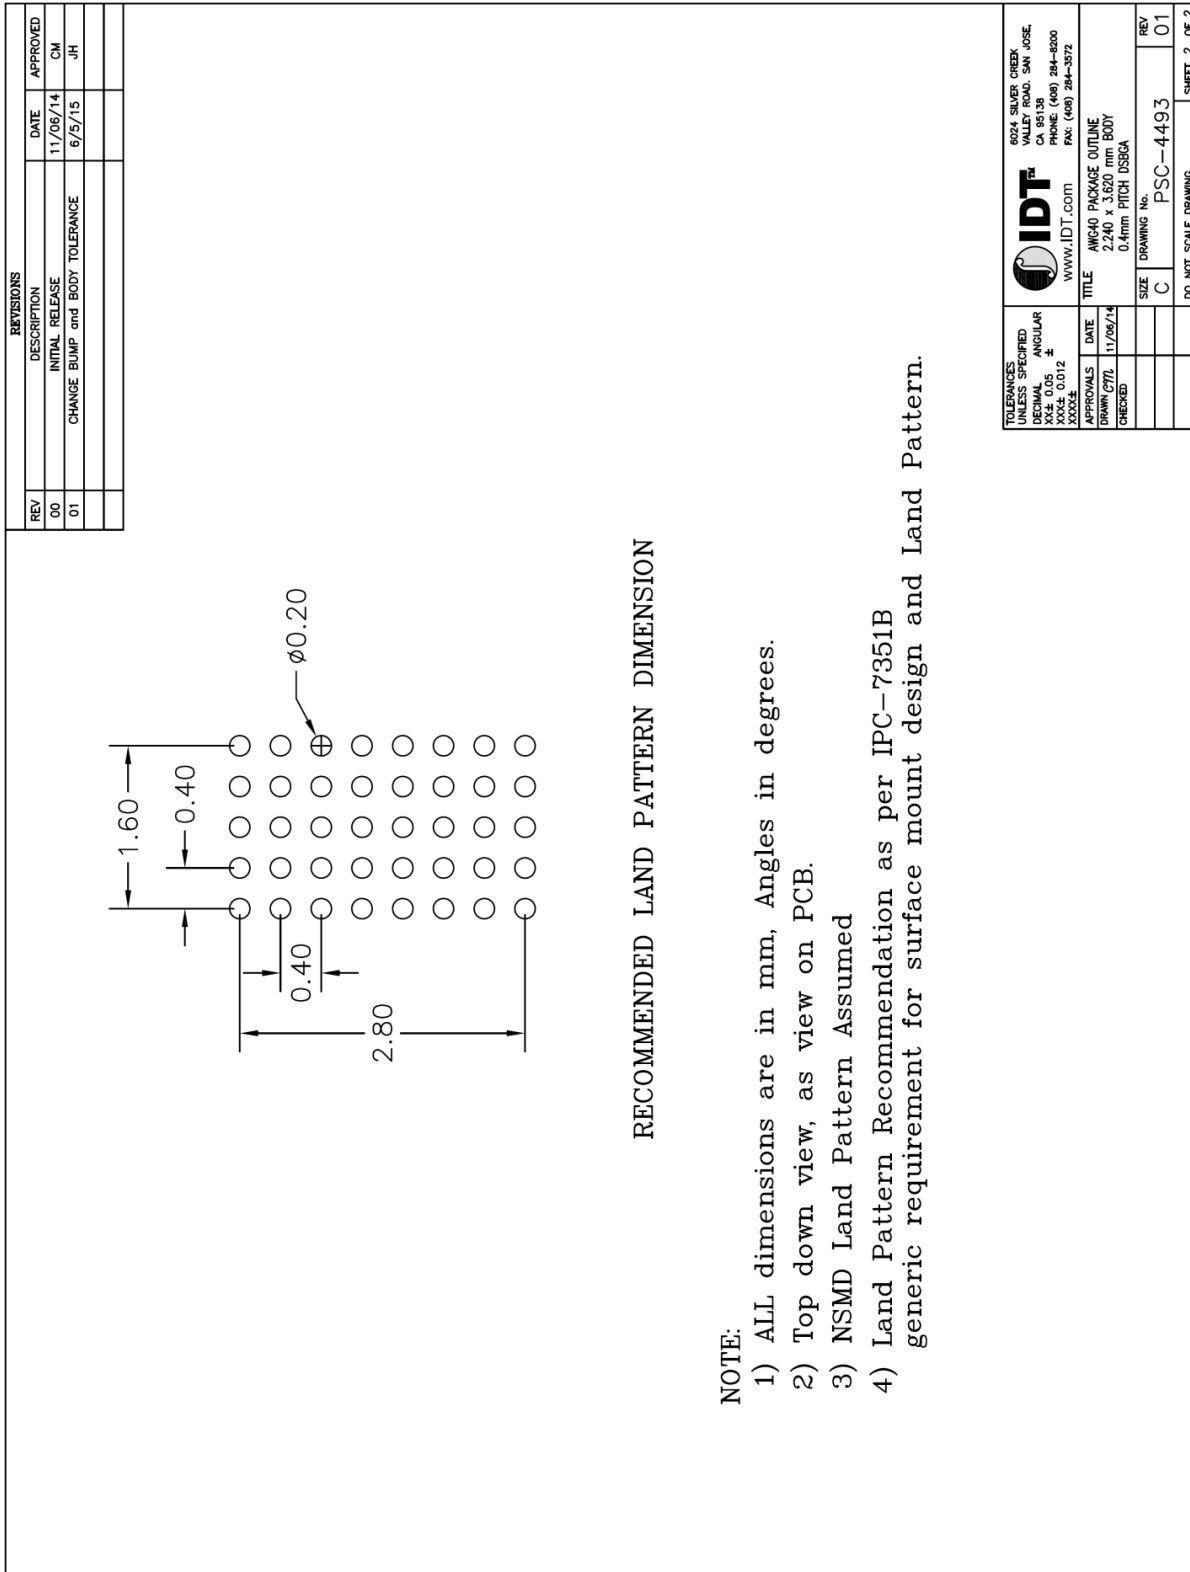 REVISIONS
REV DESCRIPTION DATE APPROVED
00 INITIAL RELEASE 11/06/14 CM
01 CHANGE BUMP and BODY TOLERANCE 6/5/15 JH
1.60
0.40
0.40
2.80
ø0.20
RECOMMENDED LAND PATTERN DIMENSION
NOTE:
1) ALL dimensions are in mm, Angles in degrees.
2) Top down view, as view on PCB.
3) NSMD Land Pattern Assumed
4) Land Pattern Recommendation as per IPC-7351B
generic requirement for surface mount design and Land Pattern.
TOLERANCES
UNLESS SPECIFIED
DECIMAL ANGULAR
XX± 0.05 ±
XXX± 0.012
XXXX±
APPROVALS DATE
DRAWN CM 11/06/14
CHECKED
IDT™
www.IDT.com
6024 SILVER CREEK
VALLEY ROAD. SAN JOSE,
CA 95138
PHONE: (408) 284-8200
FAX: (408) 284-3572
TITLE AWG40 PACKAGE OUTLINE
2.240 x 3.620 mm BODY
0.4mm PITCH DSBGA
SIZE DRAWING No. REV
C PSC-4493 01
DO NOT SCALE DRAWING SHEET 2 OF 2